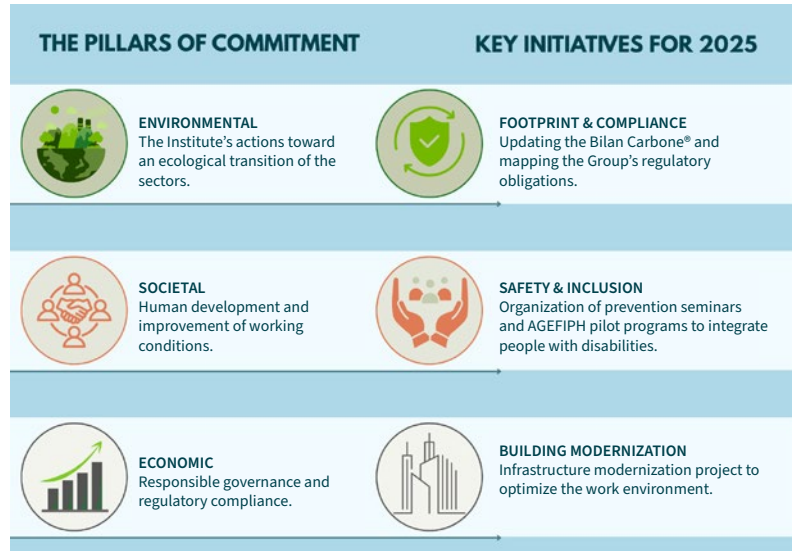 THE PILLARS OF COMMITMENT
KEY INITIATIVES FOR 2025
ENVIRONMENTAL
The Institute's actions toward
an ecological transition of the
sectors.
FOOTPRINT & COMPLIANCE
Updating the Bilan Carbone® and
mapping the Group's regulatory
obligations.
SOCIETAL
Human development and
improvement of working
conditions.
SAFETY & INCLUSION
Organization of prevention seminars
and AGEFIPH pilot programs to integrate
people with disabilities.
ECONOMIC
Responsible governance and
regulatory compliance.
BUILDING MODERNIZATION
Infrastructure modernization project to
optimize the work environment.